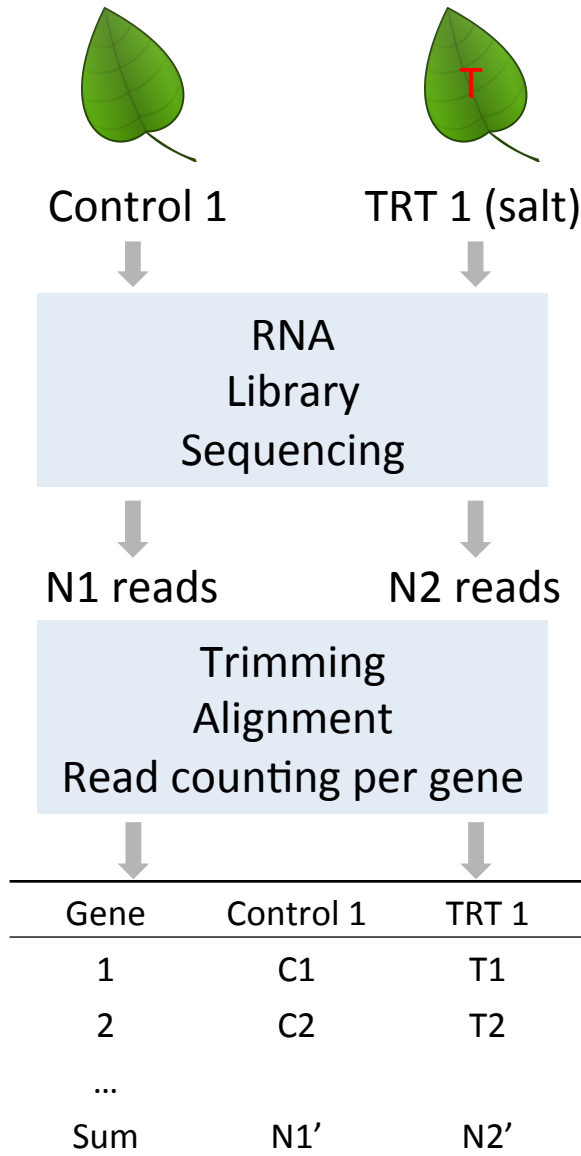 T
Control 1 TRT 1 (salt)
RNA
Library
Sequencing
N1 reads N2 reads
Trimming
Alignment
Read counting per gene
Gene Control 1 TRT 1
1 C1 T1
2 C2 T2
...
Sum N1’ N2’